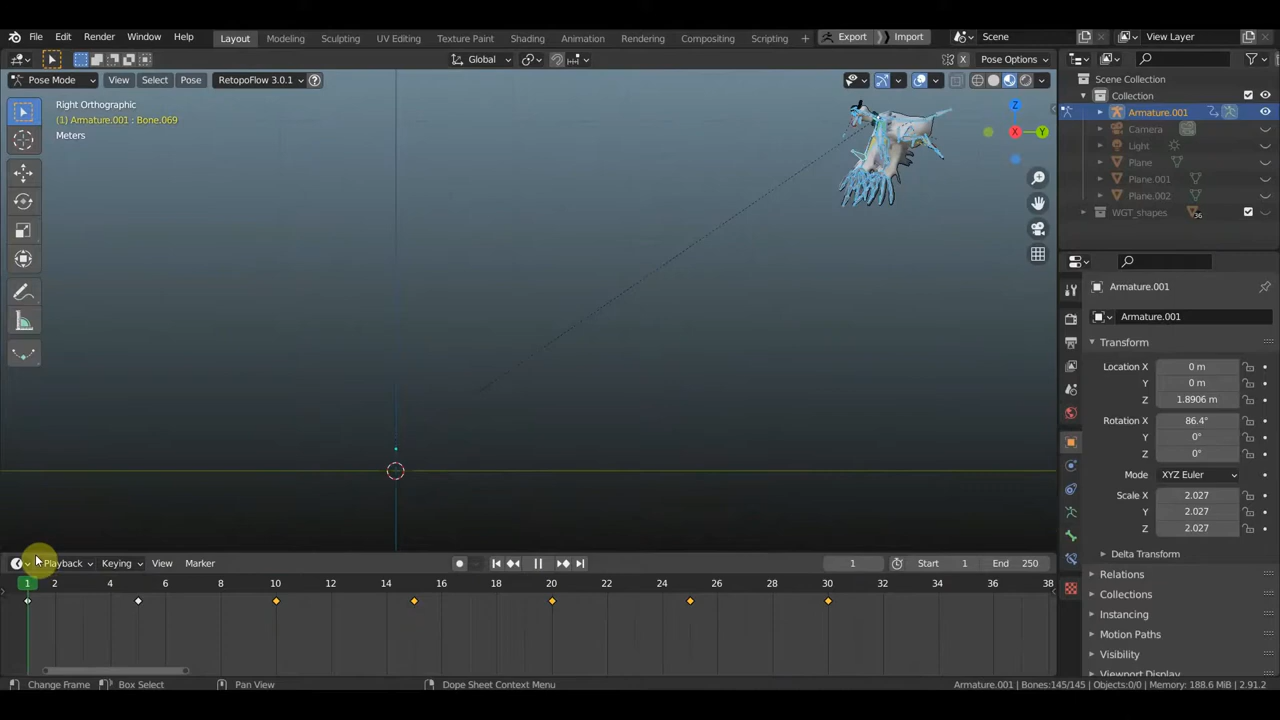 File Edit Render Window Help Layout Modeling Sculpting UV Editing Texture Paint Shading Animation Rendering Compositing Scripting + Export Import Scene View Layer
Global X Pose Options
Pose Mode View Select Pose RetopoFlow 3.0.1
Right Orthographic
(1) Armature.001 : Bone.069
Meters
Z
X
Y
Scene Collection
Collection
Armature.001
Camera
Light
Plane
Plane.001
Plane.002
WGT_shapes 36
Armature.001
Armature.001
Transform
Location X 0 m
Y 0 m
Z 1.8906 m
Rotation X 86.4°
Y 0°
Z 0°
Mode XYZ Euler
Scale X 2.027
Y 2.027
Z 2.027
Delta Transform
Relations
Collections
Instancing
Motion Paths
Visibility
Viewport Display
Playback Keying View Marker 1 Start 1 End 250
1 2 4 6 8 10 12 14 16 18 20 22 24 26 28 30 32 34 36 38
Change Frame Box Select Pan View Dope Sheet Context Menu Armature.001 | Bones:145/145 | Objects:0/0 | Memory: 188.6 MiB | 2.91.2